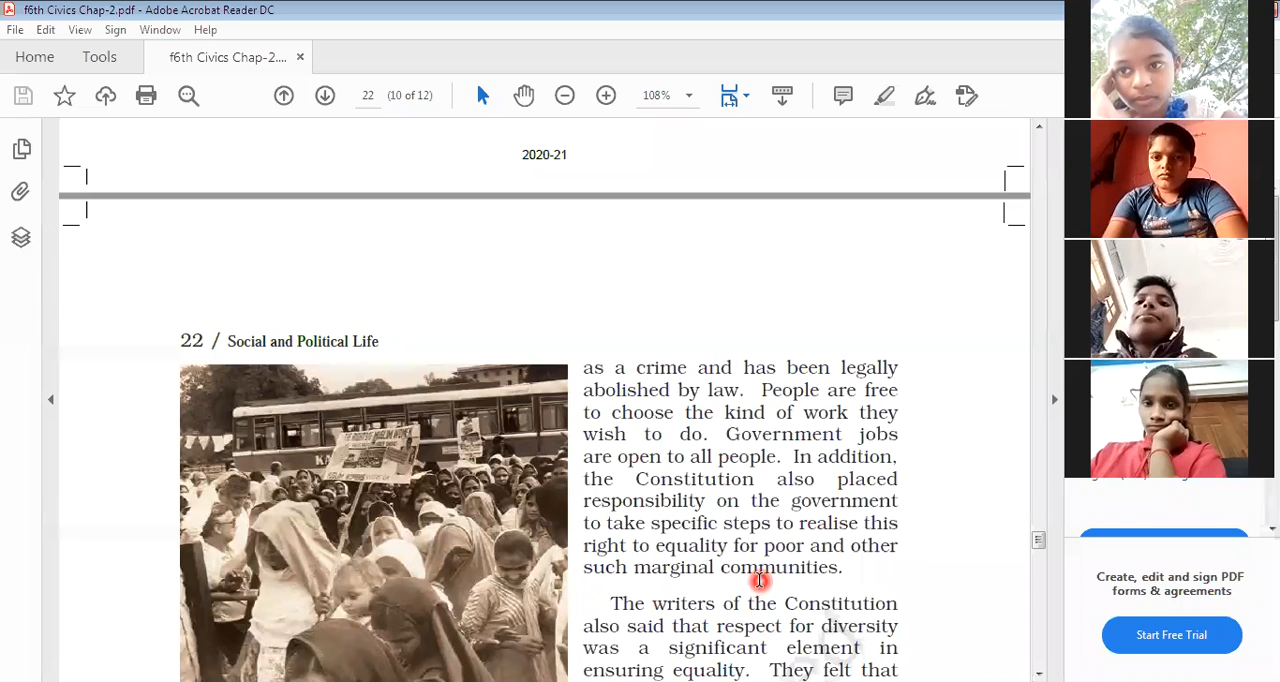 f6th Civics Chap-2.pdf - Adobe Acrobat Reader DC
File Edit View Sign Window Help
Home Tools f6th Civics Chap-2.... ×
22 (10 of 12) 108%
2020-21
22 / Social and Political Life
as a crime and has been legally
abolished by law. People are free
to choose the kind of work they
wish to do. Government jobs
are open to all people. In addition,
the Constitution also placed
responsibility on the government
to take specific steps to realise this
right to equality for poor and other
such marginal communities.
The writers of the Constitution
also said that respect for diversity
was a significant element in
ensuring equality. They felt that
Create, edit and sign PDF
forms & agreements
Start Free Trial